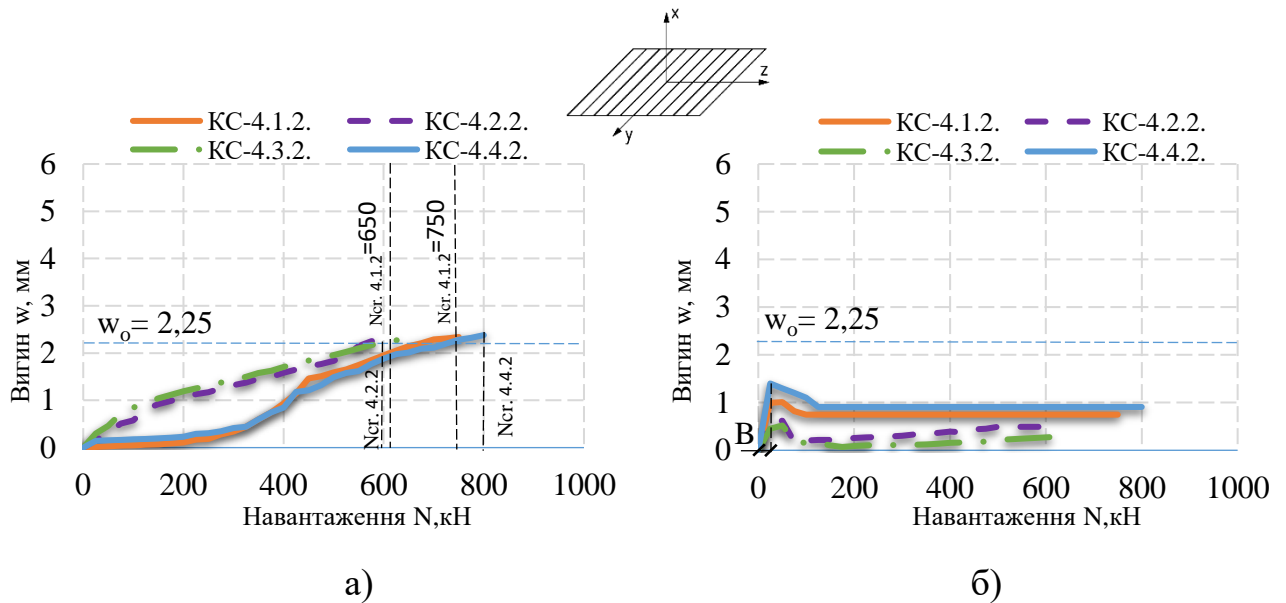 x
z
y
КС-4.1.2.
КС-4.2.2.
КС-4.3.2.
КС-4.4.2.
Вигин w, мм
6
5
4
3
2
1
0
wo= 2,25
Ncr. 4.2.2
Ncr. 4.1.2=650
Ncr. 4.1.2=750
Ncr. 4.4.2
0 200 400 600 800 1000
Навантаження N,кН
а)
КС-4.1.2.
КС-4.2.2.
КС-4.3.2.
КС-4.4.2.
Вигин w, мм
6
5
4
3
2
1
0
wo= 2,25
В
0 200 400 600 800 1000
Навантаження N,кН
б)